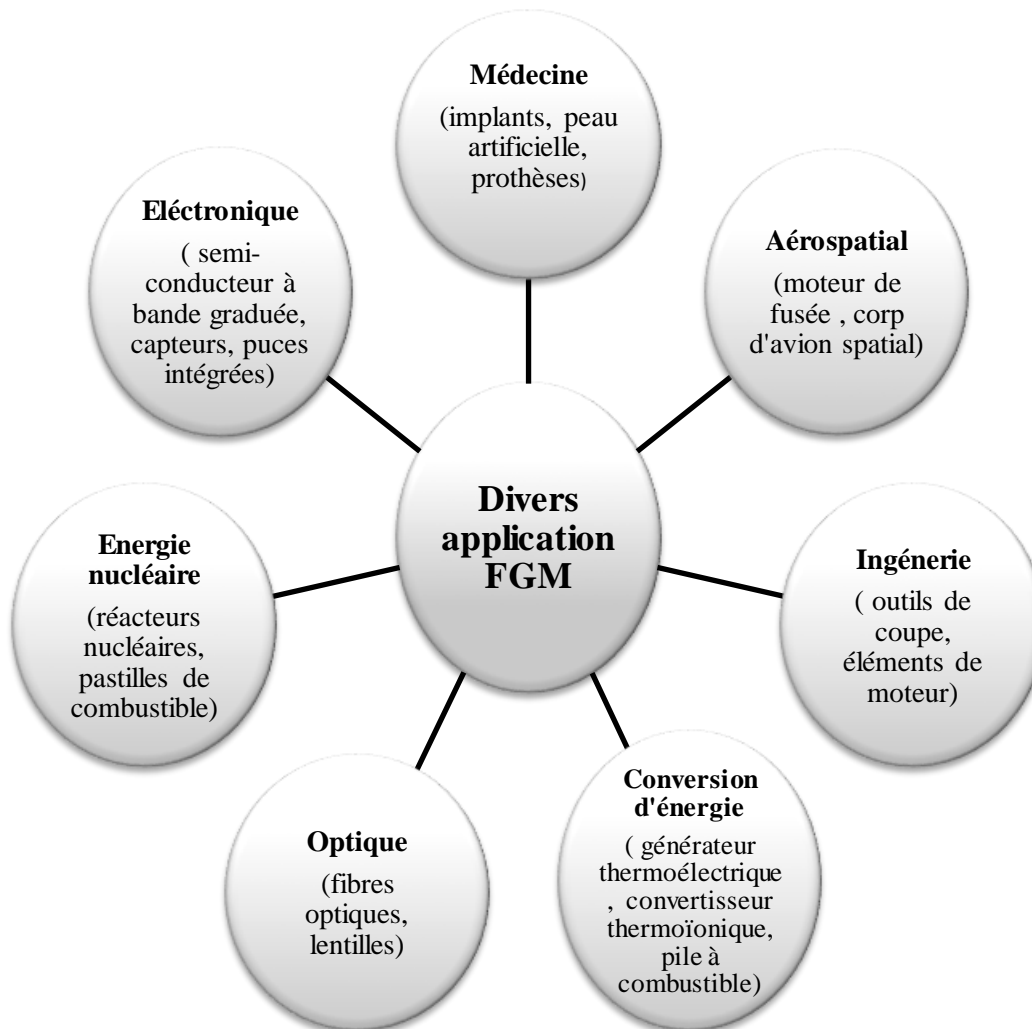 Médecine
(implants, peau
artificielle,
prothèses)
Aérospatial
(moteur de
fusée , corp
d'avion spatial)
Ingénerie
( outils de
coupe,
éléments de
moteur)
Conversion
d'énergie
( générateur
thermoélectrique
, convertisseur
thermoïonique,
pile à
combustible)
Optique
(fibres
optiques,
lentilles)
Energie
nucléaire
(réacteurs
nucléaires,
pastilles de
combustible)
Eléctronique
( semi-
conducteur à
bande graduée,
capteurs, puces
intégrées)
Divers
application
FGM